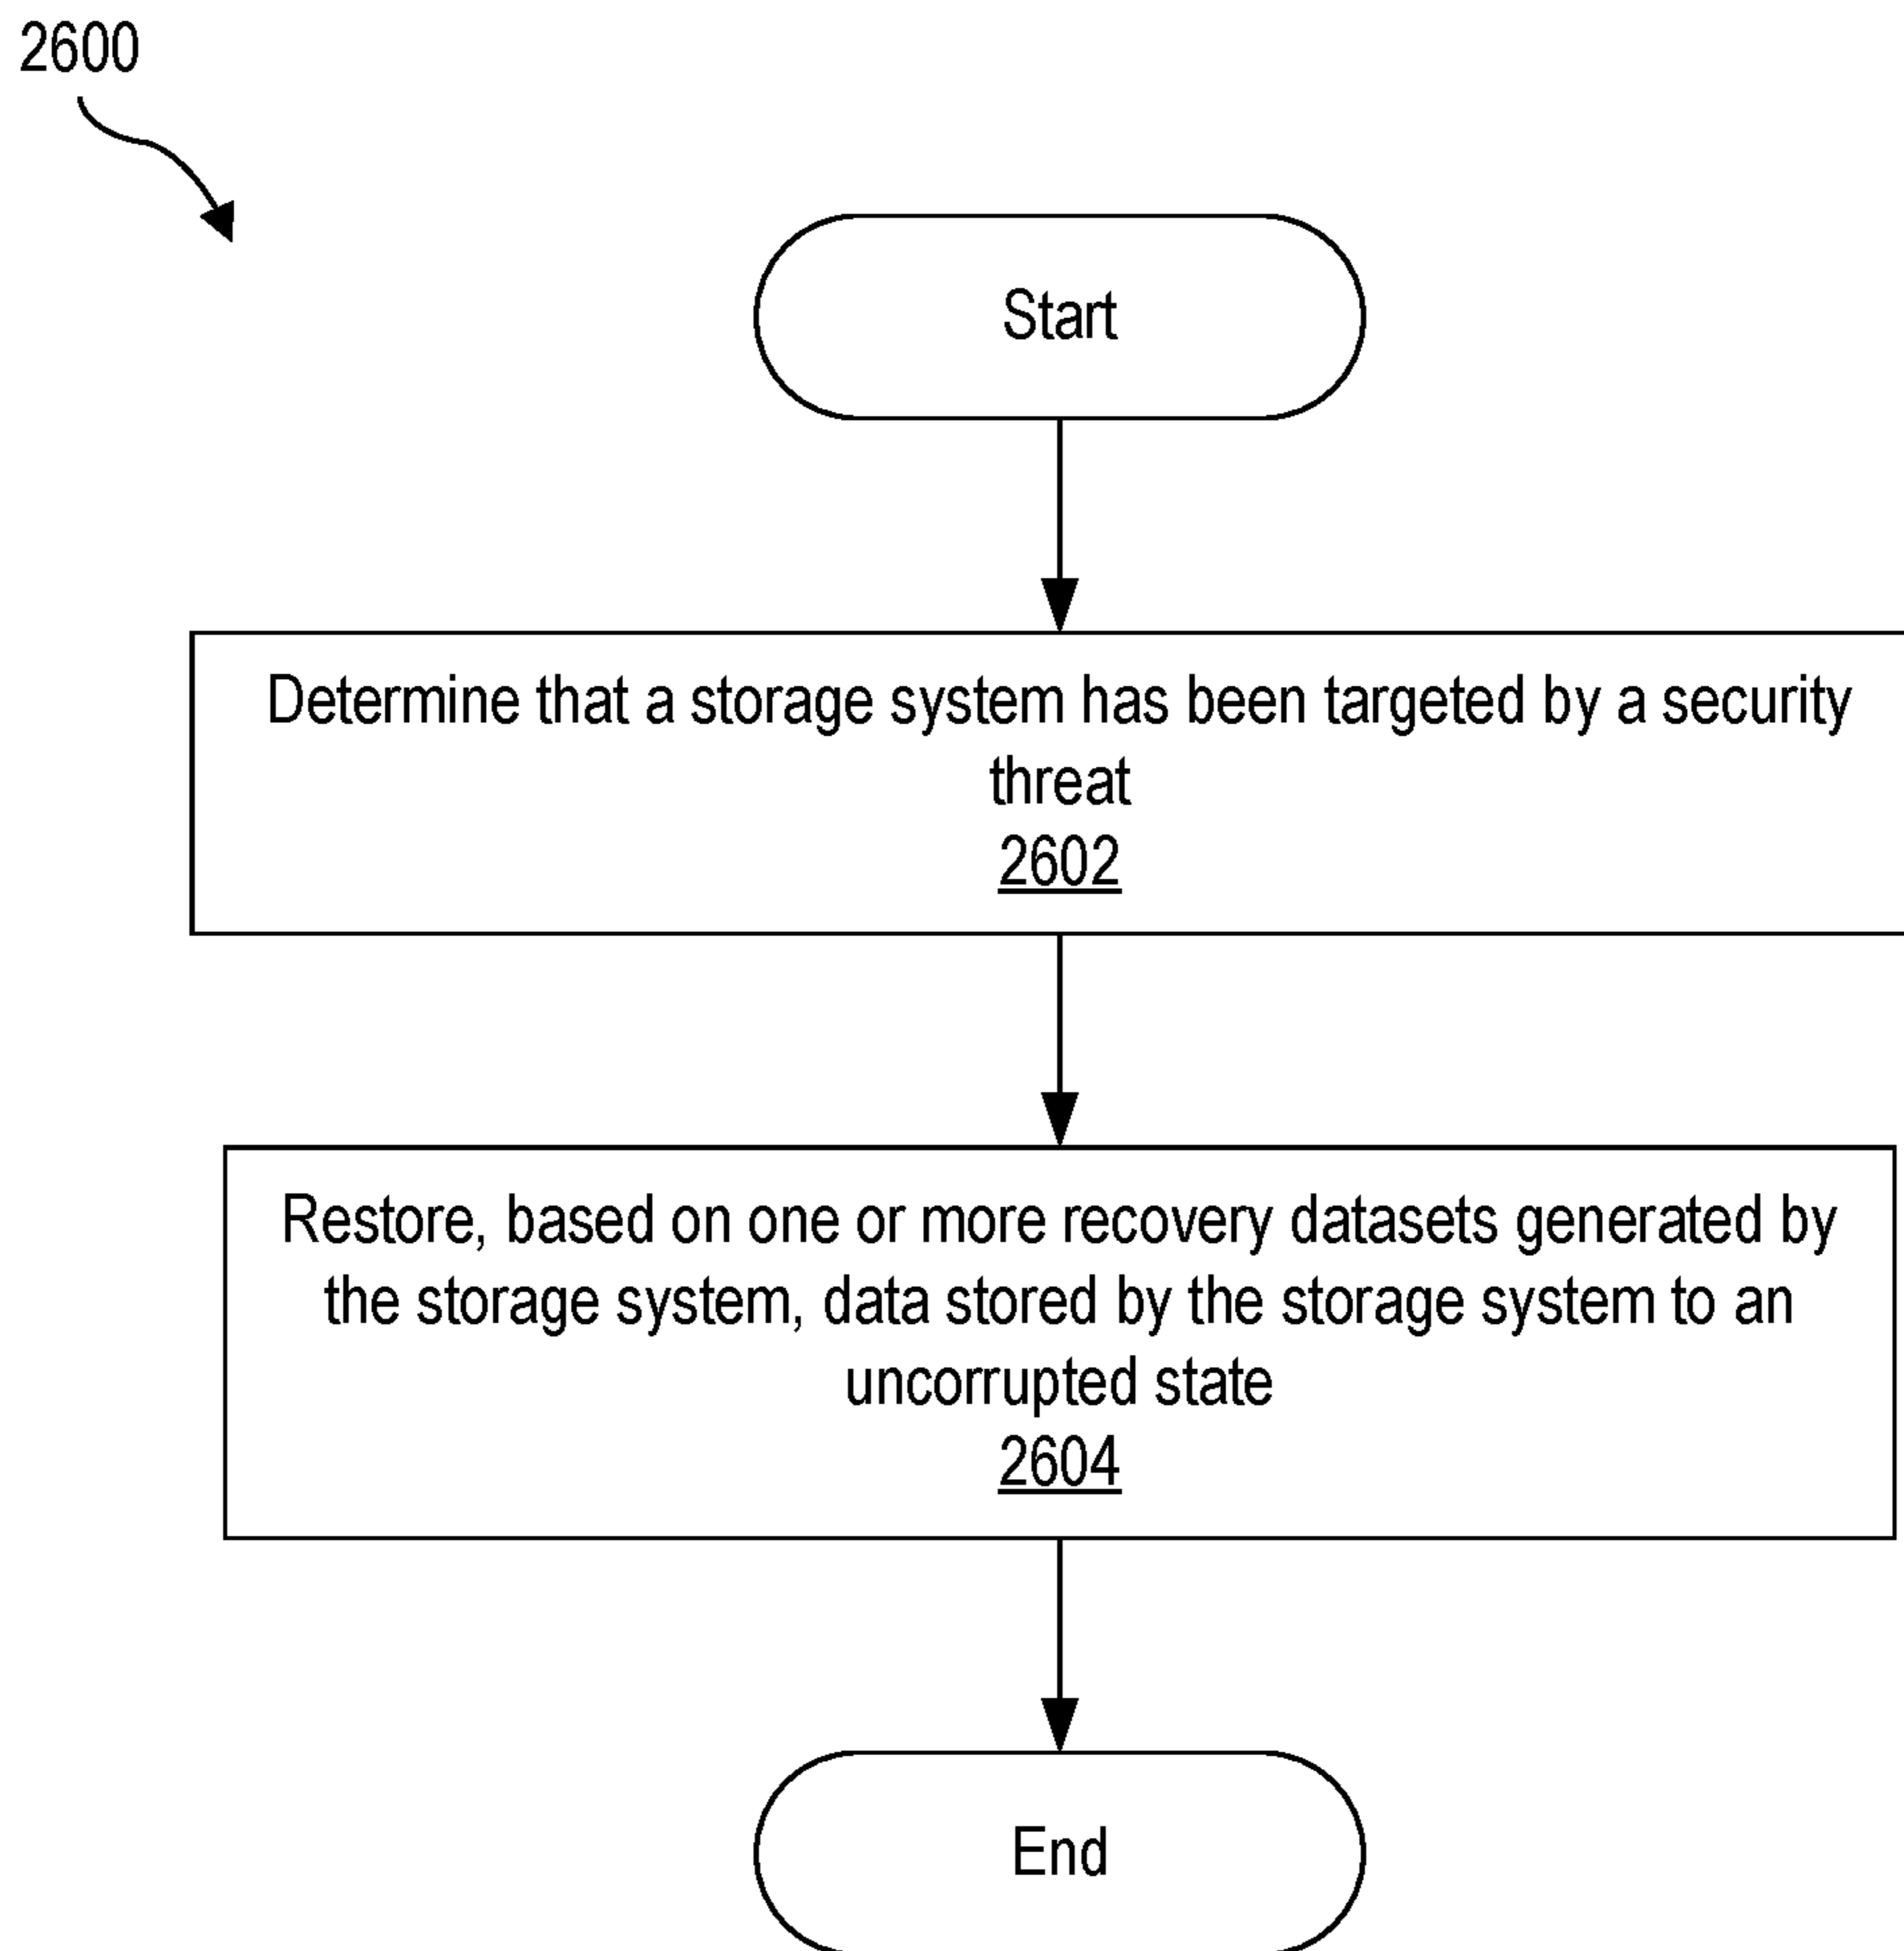 2600
Start
Determine that a storage system has been targeted by a security
threat
2602
Restore, based on one or more recovery datasets generated by
the storage system, data stored by the storage system to an
uncorrupted state
2604
End